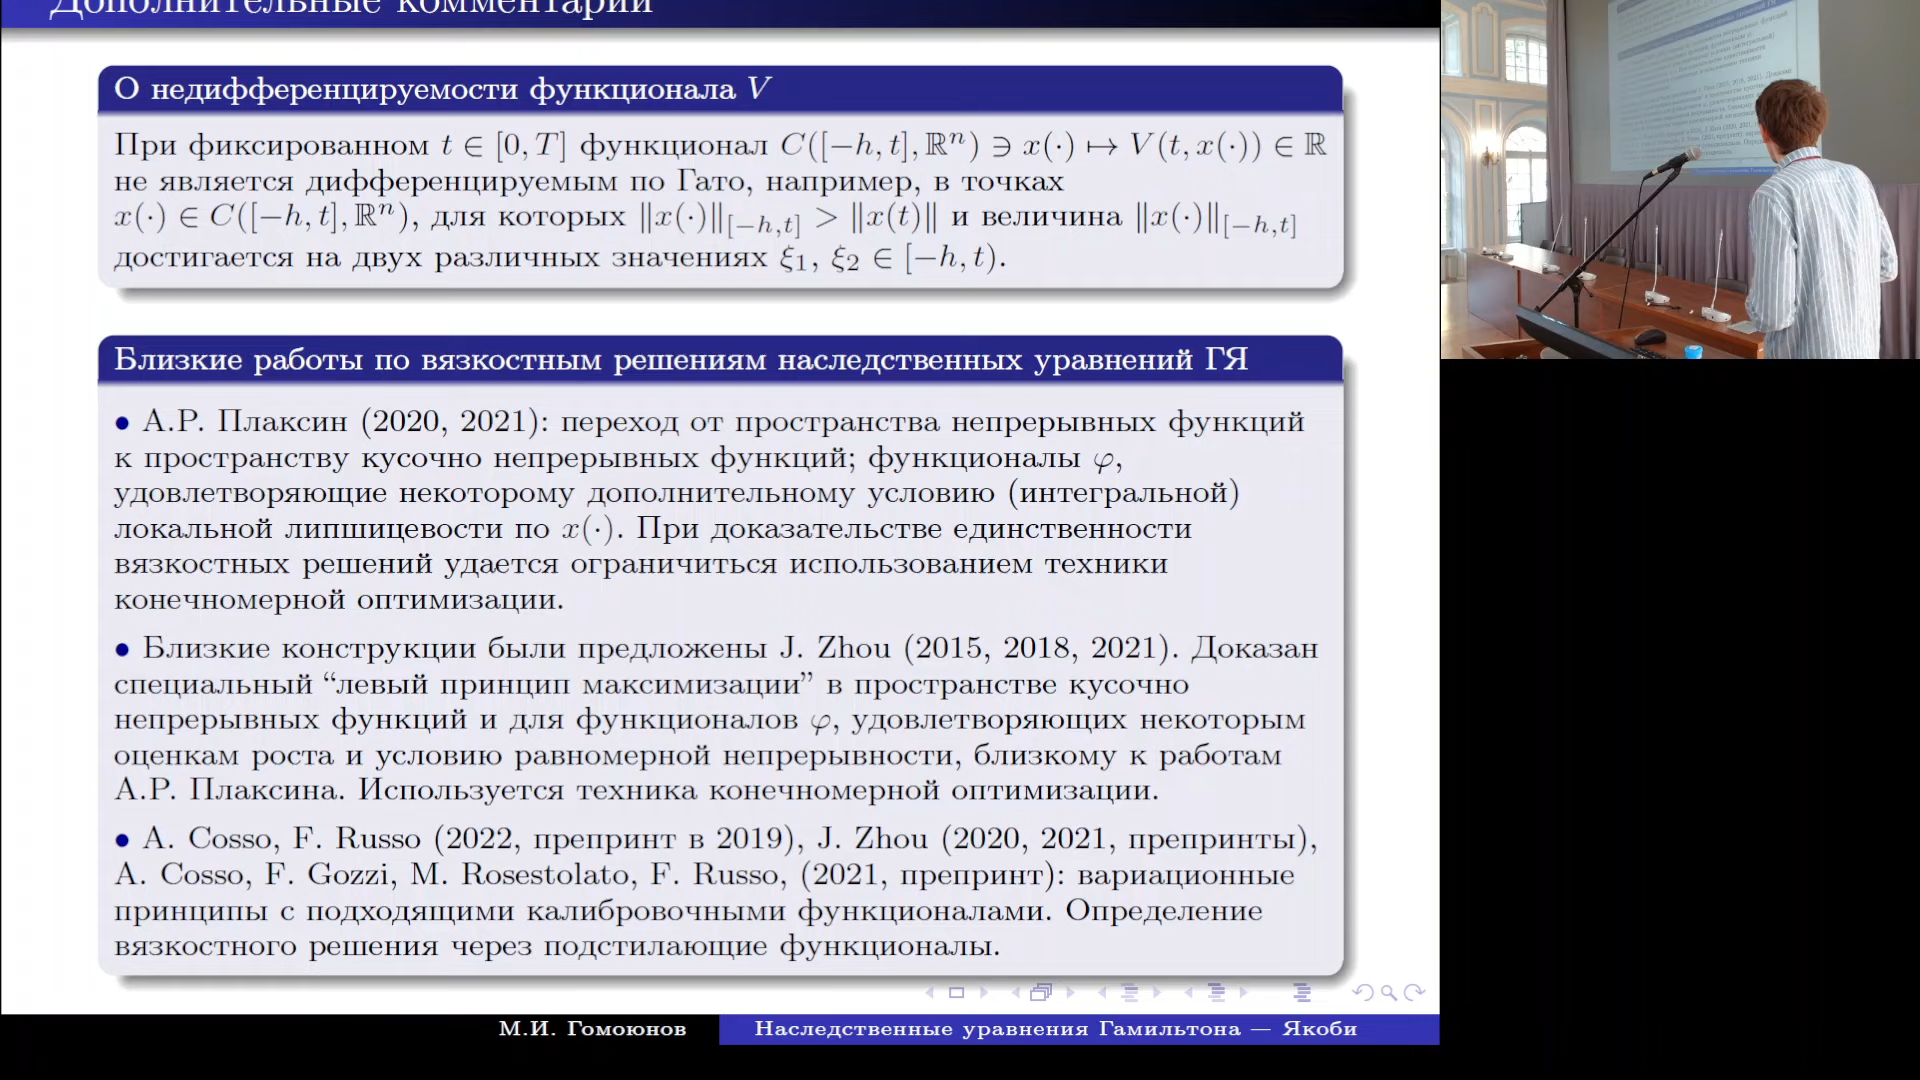 Дополнительные комментарии
О недифференцируемости функционала V
При фиксированном t ∈ [0, T] функционал C([−h, t], ℝⁿ) ∋ x(·) ↦ V(t, x(·)) ∈ ℝ
не является дифференцируемым по Гато, например, в точках
x(·) ∈ C([−h, t], ℝⁿ), для которых ‖x(·)‖[−h,t] > ‖x(t)‖ и величина ‖x(·)‖[−h,t]
достигается на двух различных значениях ξ₁, ξ₂ ∈ [−h, t).
Близкие работы по вязкостным решениям наследственных уравнений ГЯ
• А.Р. Плаксин (2020, 2021): переход от пространства непрерывных функций
к пространству кусочно непрерывных функций; функционалы φ,
удовлетворяющие некоторому дополнительному условию (интегральной)
локальной липшицевости по x(·). При доказательстве единственности
вязкостных решений удается ограничиться использованием техники
конечномерной оптимизации.
• Близкие конструкции были предложены J. Zhou (2015, 2018, 2021). Доказан
специальный “левый принцип максимизации” в пространстве кусочно
непрерывных функций и для функционалов φ, удовлетворяющих некоторым
оценкам роста и условию равномерной непрерывности, близкому к работам
А.Р. Плаксина. Используется техника конечномерной оптимизации.
• A. Cosso, F. Russo (2022, препринт в 2019), J. Zhou (2020, 2021, препринты),
A. Cosso, F. Gozzi, M. Rosestolato, F. Russo, (2021, препринт): вариационные
принципы с подходящими калибровочными функционалами. Определение
вязкостного решения через подстилающие функционалы.
М.И. Гомоюнов
Наследственные уравнения Гамильтона — Якоби